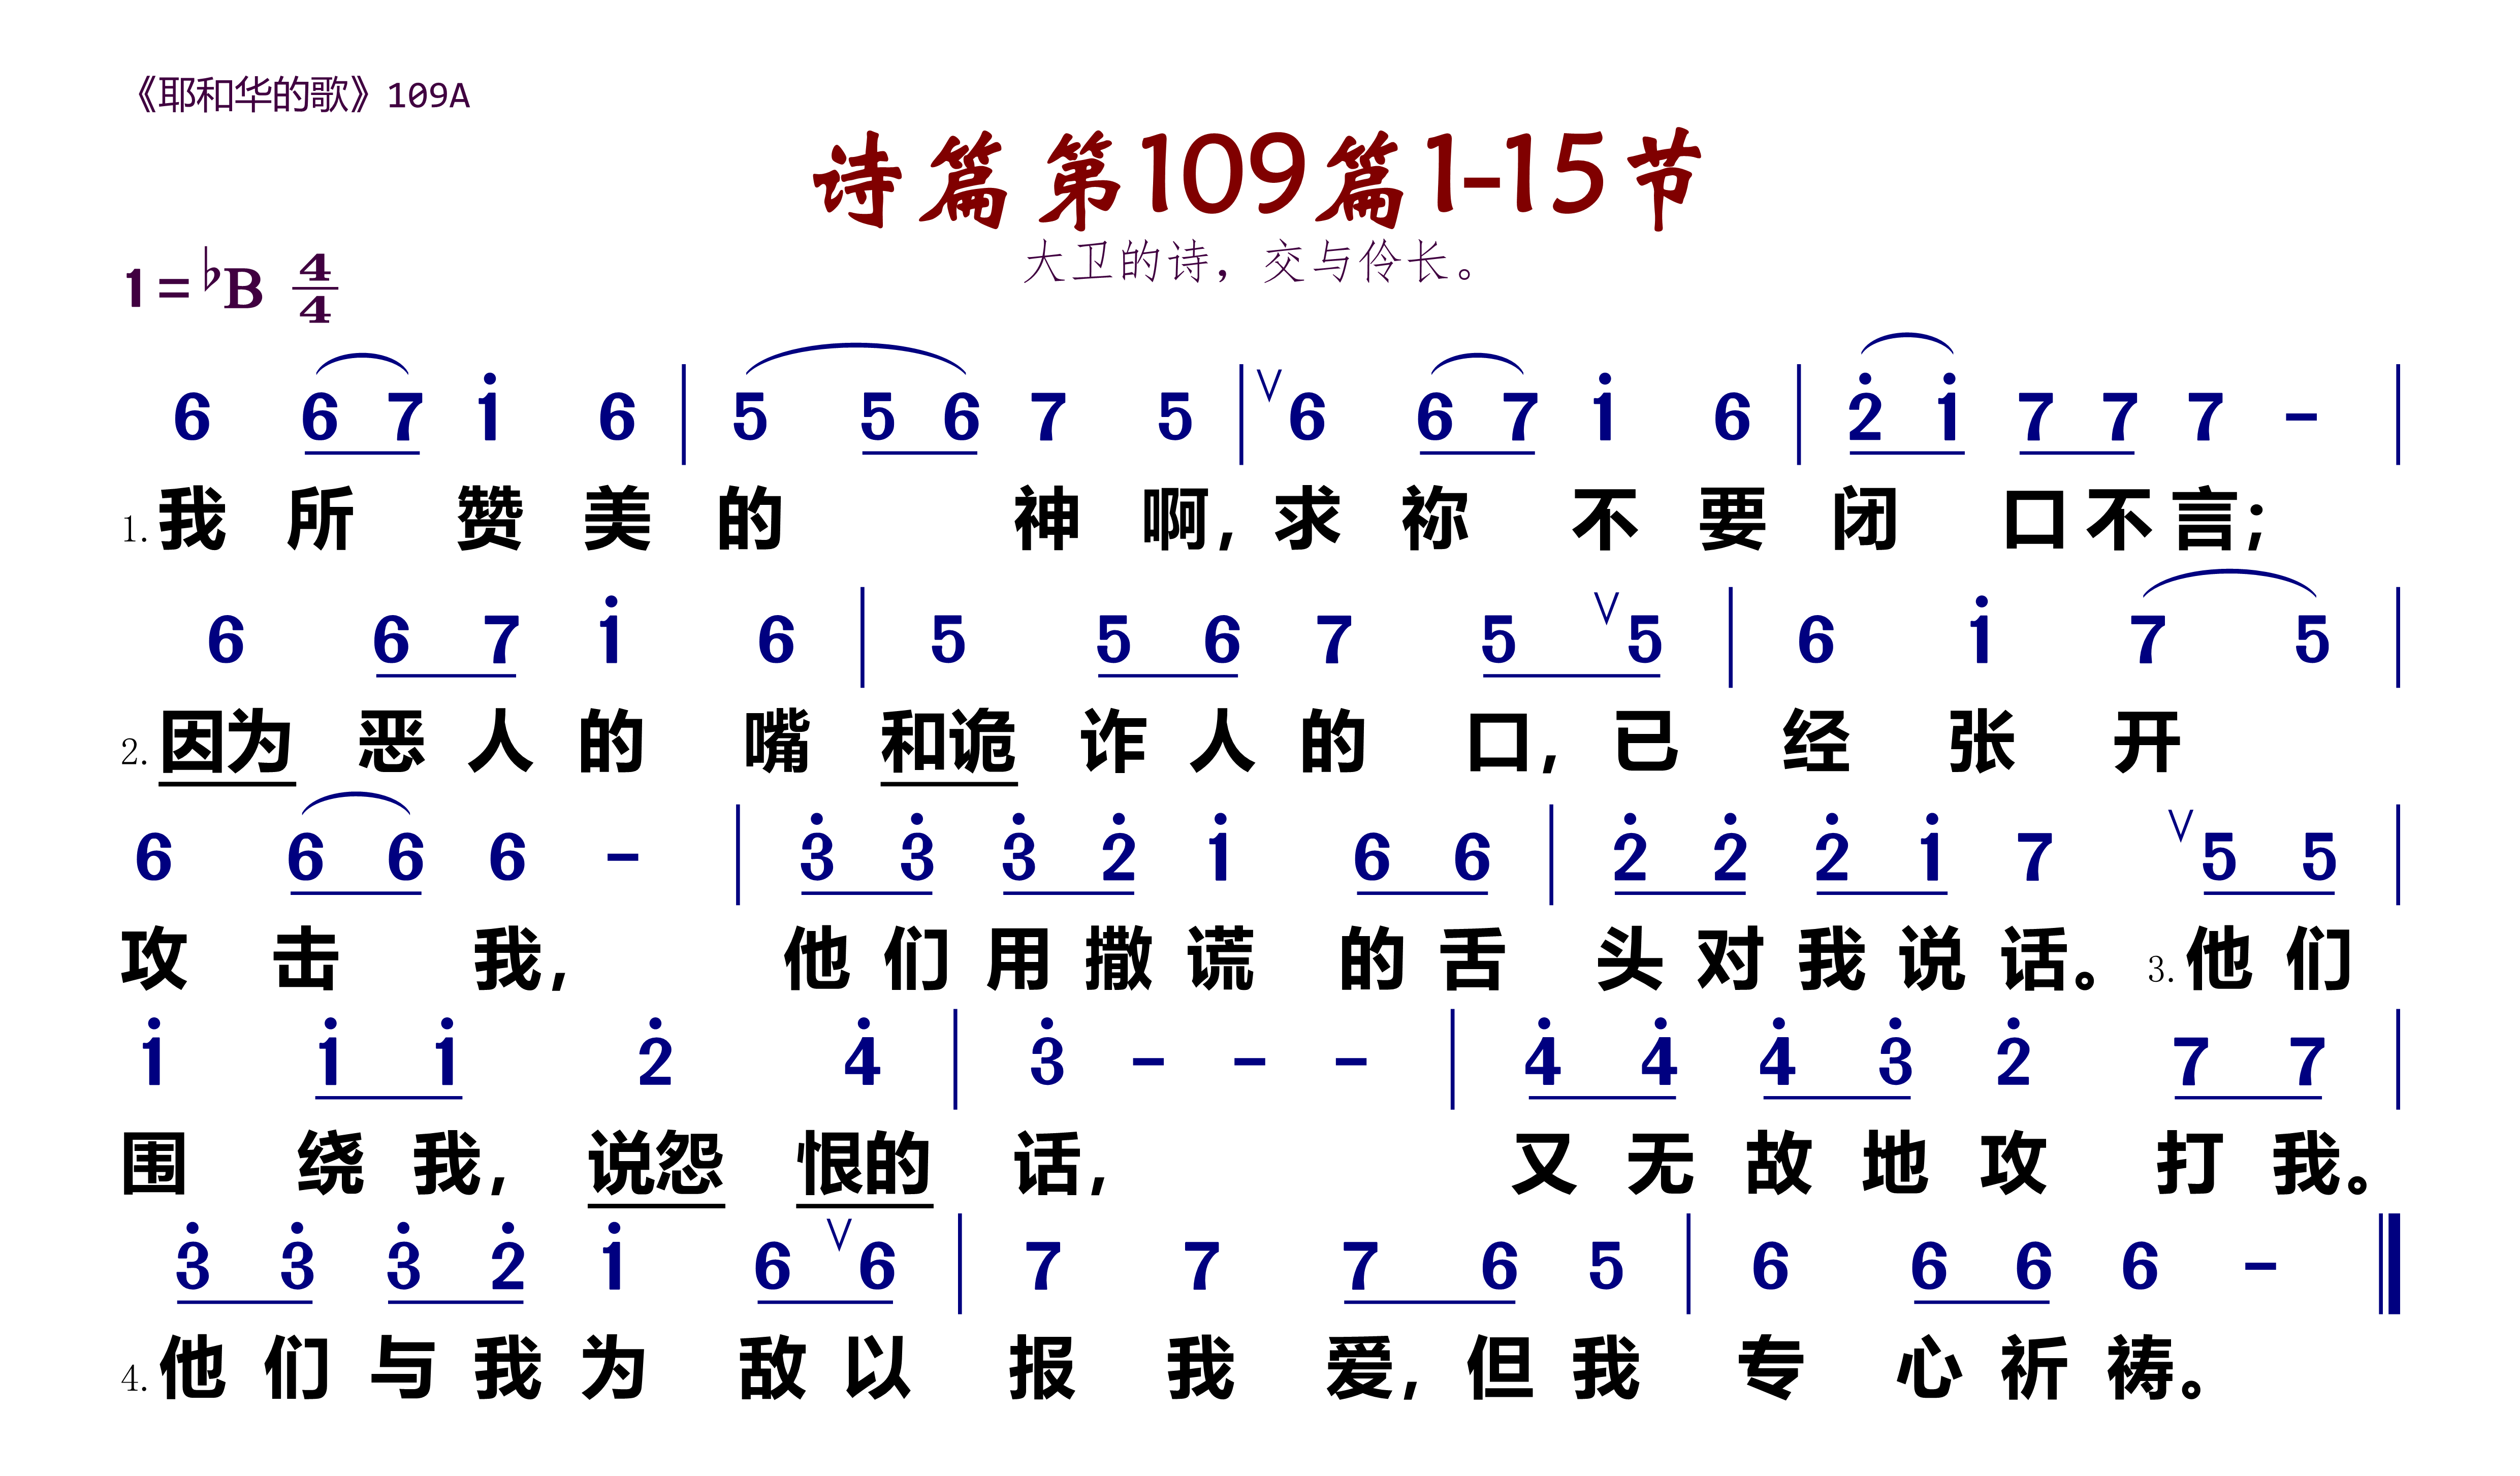 《耶和华的歌》 109A
诗篇第109篇1-15节
大卫的诗，交与伶长。
1=♭B 4/4
6 6 7 i 6 | 5 5 6 7 5 | ∨ 6 6 7 i 6 | 2̇ i 7 7 7 – |
1. 我 所 赞 美 的 神 啊, 求 祢 不 要 闭 口 不 言;
6 6 7 i 6 | 5 5 6 7 5 ∨ 5 | 6 i 7 5 |
2. 因为 恶 人 的 嘴 和诡 诈 人 的 口, 已 经 张 开
6 6 6 6 – | 3̇ 3̇ 3̇ 2̇ i 6 6 | 2̇ 2̇ 2̇ i 7 ∨ 5 5 |
攻 击 我, 他 们 用 撒 谎 的 舌 头 对 我 说 话。 3. 他 们
i i i 2̇ 4̇ | 3̇ – – – | 4̇ 4̇ 4̇ 3̇ 2̇ 7 7 |
围 绕 我, 说怨 恨的 话, 又 无 故 地 攻 打 我。
3̇ 3̇ 3̇ 2̇ i 6 ∨ 6 | 7 7 7 6 5 | 6 6 6 6 – ‖
4. 他 们 与 我 为 敌 以 报 我 爱, 但 我 专 心 祈 祷。